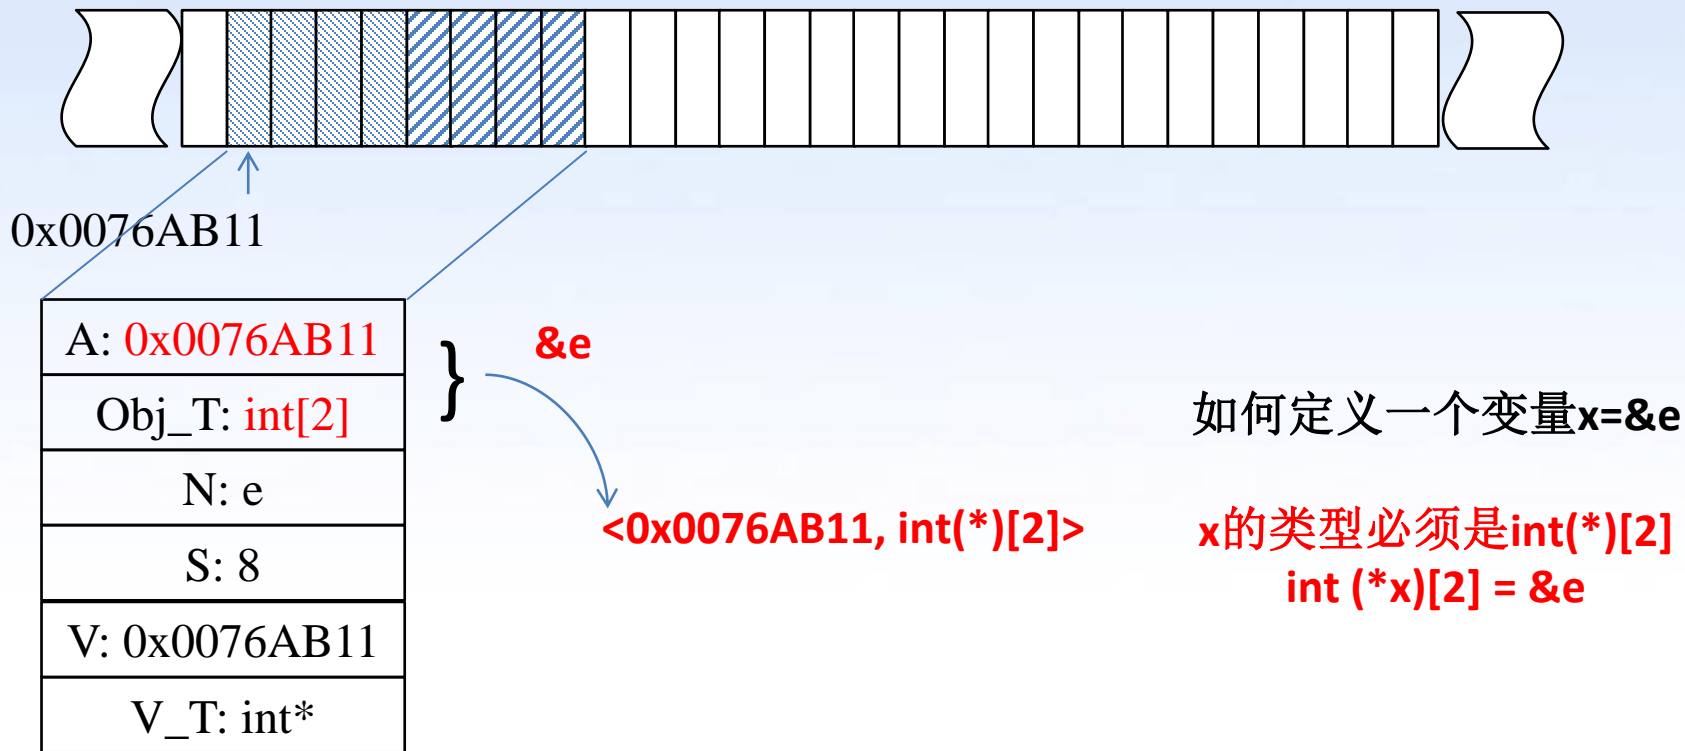 0x0076AB11
A: 0x0076AB11
Obj_T: int[2]
N: e
S: 8
V: 0x0076AB11
V_T: int*
}
&e
<0x0076AB11, int(*)[2]>
如何定义一个变量x=&e
x的类型必须是int(*)[2]
int (*x)[2] = &e